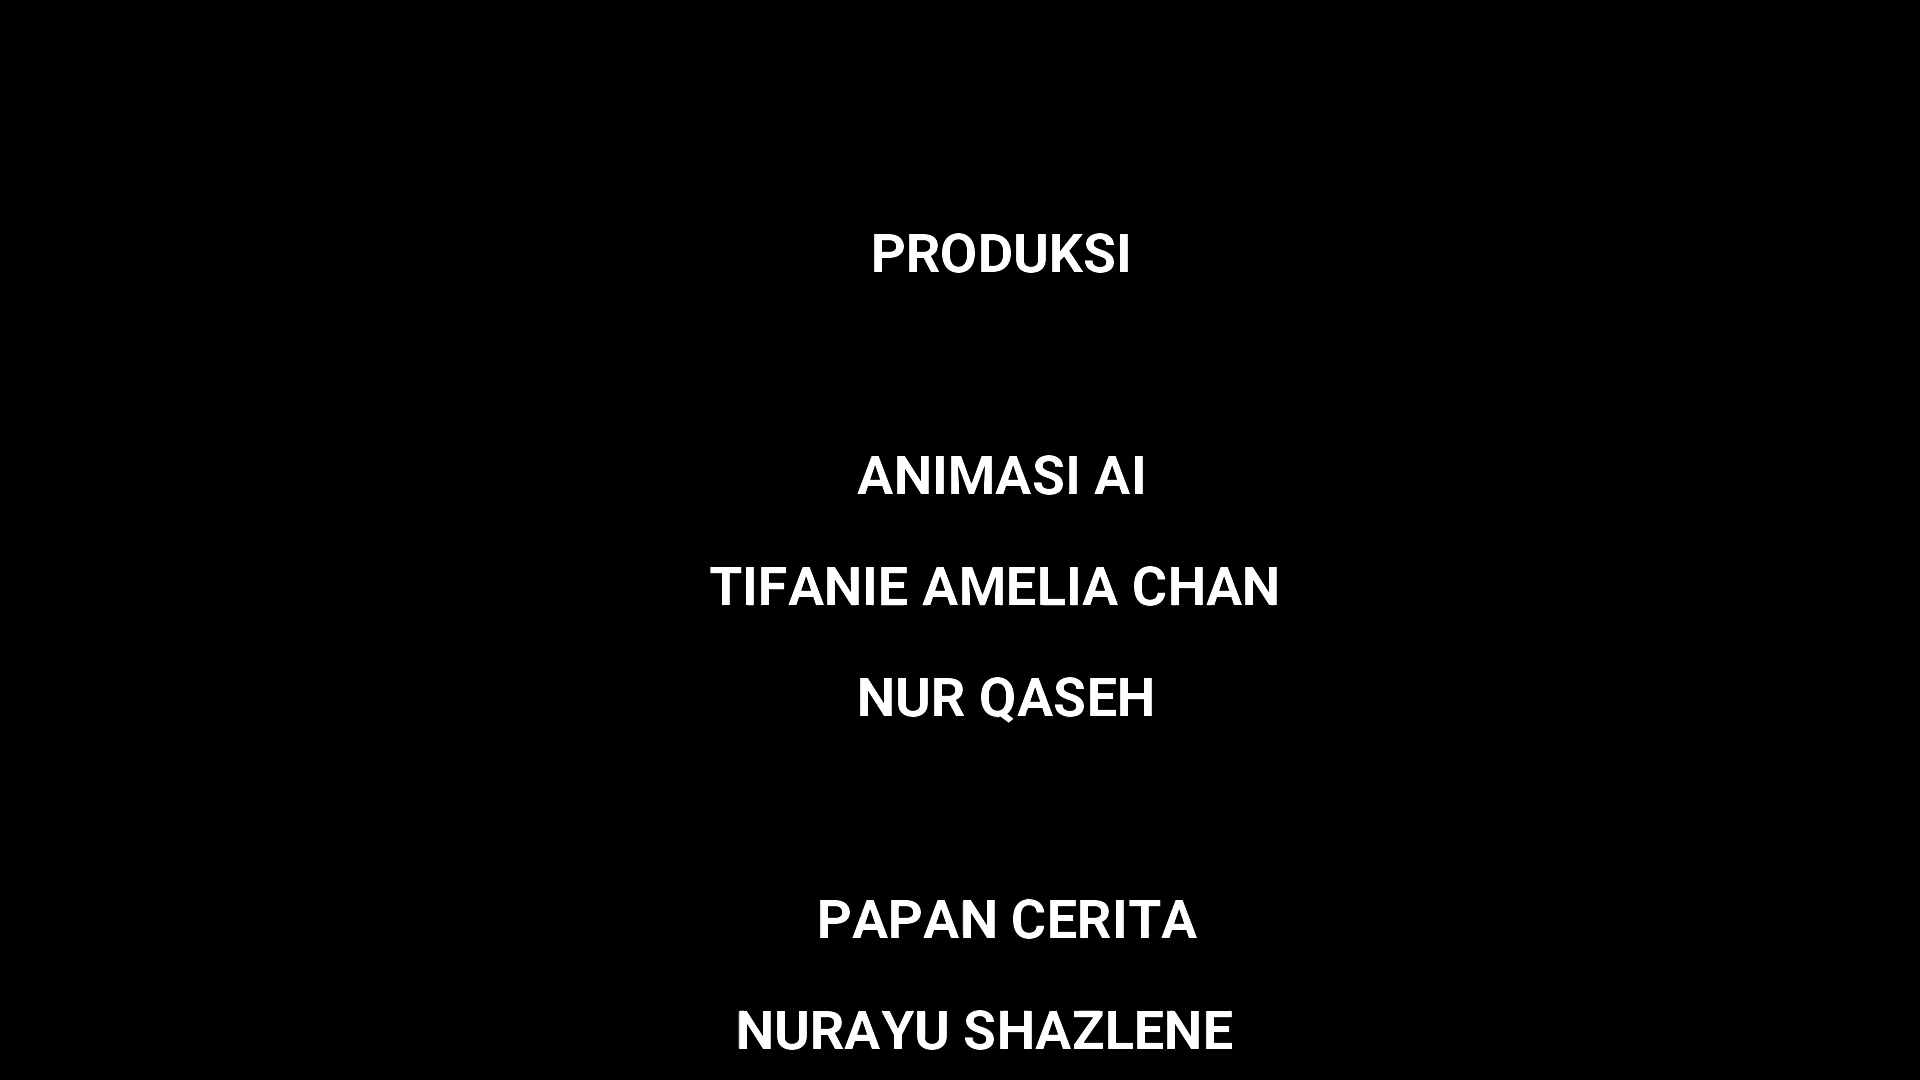 PRODUKSI
ANIMASI AI
TIFANIE AMELIA CHAN
NUR QASEH
PAPAN CERITA
NURAYU SHAZLENE